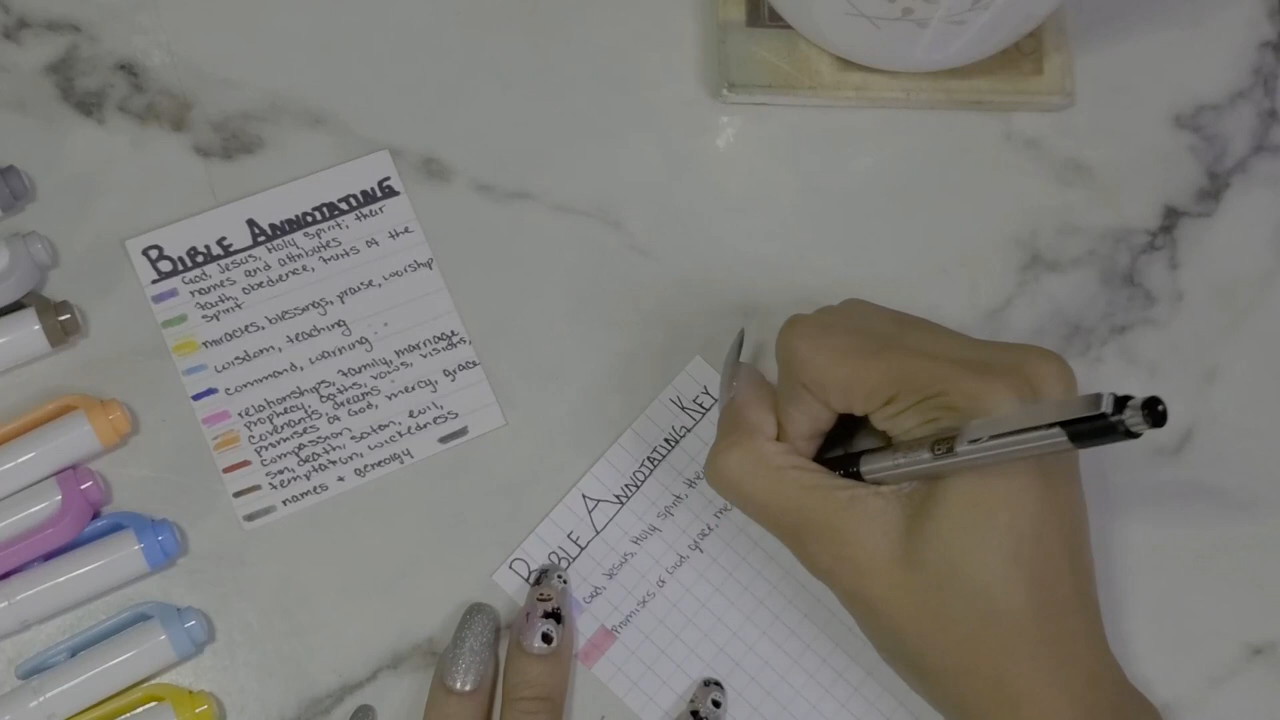 BIBLE ANNOTATING
God, Jesus, Holy Spirit; their
names and attributes
faith, obedience, fruits of the
spirit
miracles, blessings, praise, worship
wisdom, teaching
command, warning
relationships, family, marriage
prophecy, oaths, vows, visions,
covenants, dreams
promises of God, mercy, grace
compassion
sin, death, satan, evil,
temptation, wickedness
names + geneolgy
BIBLE ANNOTATING KEY
God, Jesus, Holy Spirit,
Promises of God, grace,